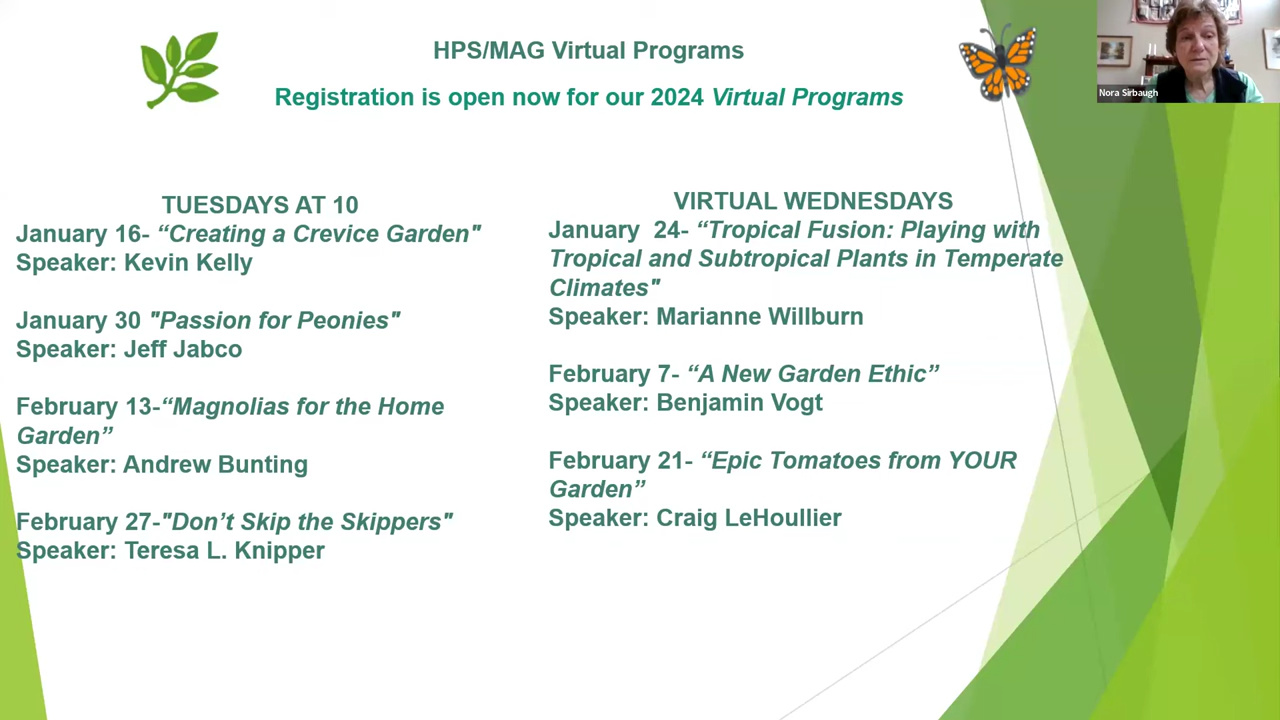 HPS/MAG Virtual Programs
Registration is open now for our 2024 Virtual Programs
Nora Sirbaugh
TUESDAYS AT 10
January 16- “Creating a Crevice Garden"
Speaker: Kevin Kelly
January 30 "Passion for Peonies"
Speaker: Jeff Jabco
February 13-“Magnolias for the Home
Garden”
Speaker: Andrew Bunting
February 27-"Don’t Skip the Skippers"
Speaker: Teresa L. Knipper
VIRTUAL WEDNESDAYS
January  24- “Tropical Fusion: Playing with
Tropical and Subtropical Plants in Temperate
Climates"
Speaker: Marianne Willburn
February 7- “A New Garden Ethic”
Speaker: Benjamin Vogt
February 21- “Epic Tomatoes from YOUR
Garden”
Speaker: Craig LeHoullier